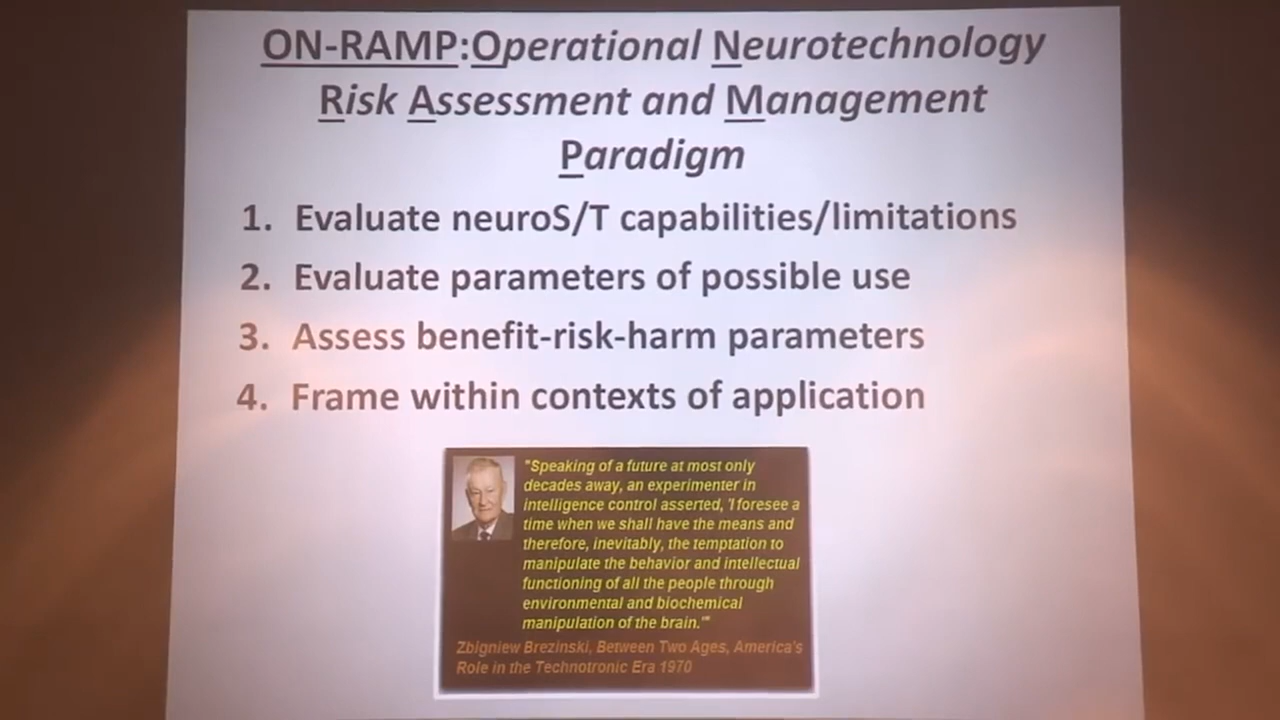 ON-RAMP:Operational Neurotechnology
Risk Assessment and Management
Paradigm
1. Evaluate neuroS/T capabilities/limitations
2. Evaluate parameters of possible use
3. Assess benefit-risk-harm parameters
4. Frame within contexts of application
"Speaking of a future at most only
decades away, an experimenter in
intelligence control asserted, 'I foresee a
time when we shall have the means and
therefore, inevitably, the temptation to
manipulate the behavior and intellectual
functioning of all the people through
environmental and biochemical
manipulation of the brain.'"
Zbigniew Brezinski, Between Two Ages, America's
Role in the Technotronic Era 1970